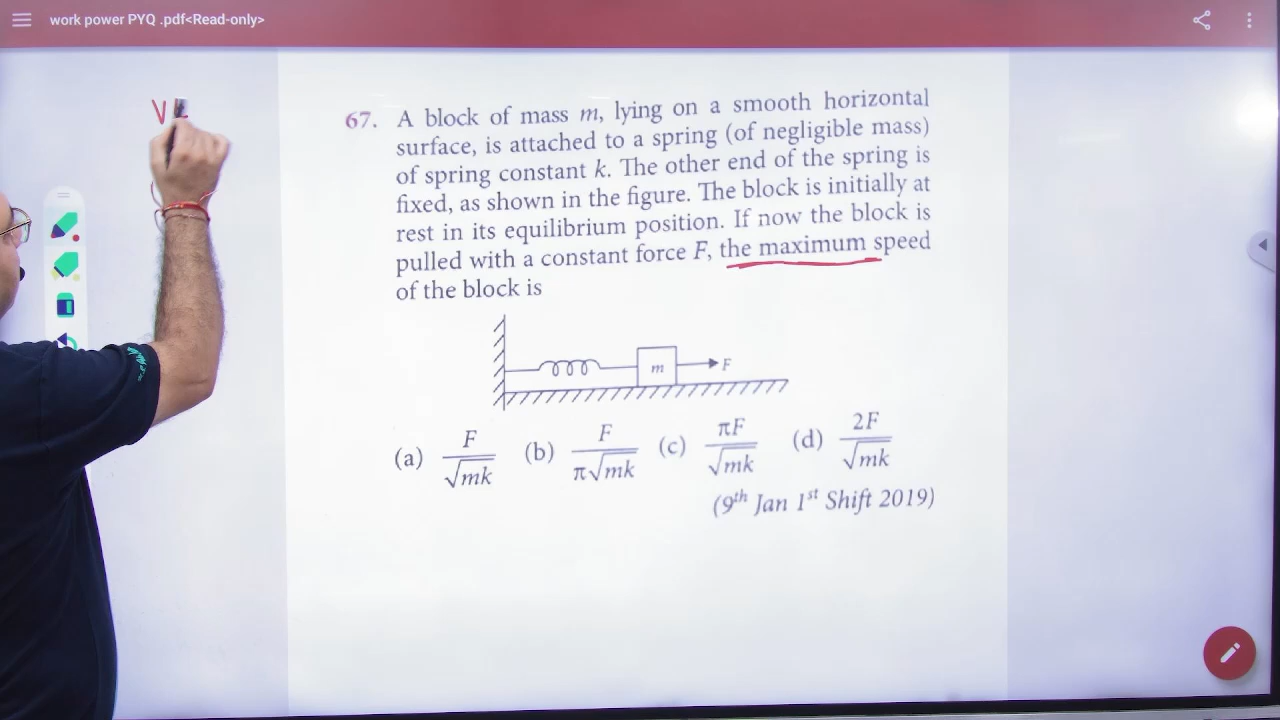 work power PYQ .pdf<Read-only>
V
67. A block of mass m, lying on a smooth horizontal
surface, is attached to a spring (of negligible mass)
of spring constant k. The other end of the spring is
fixed, as shown in the figure. The block is initially at
rest in its equilibrium position. If now the block is
pulled with a constant force F, the maximum speed
of the block is
m F
(a) F/√mk (b) F/π√mk (c) πF/√mk (d) 2F/√mk
(9th Jan 1st Shift 2019)